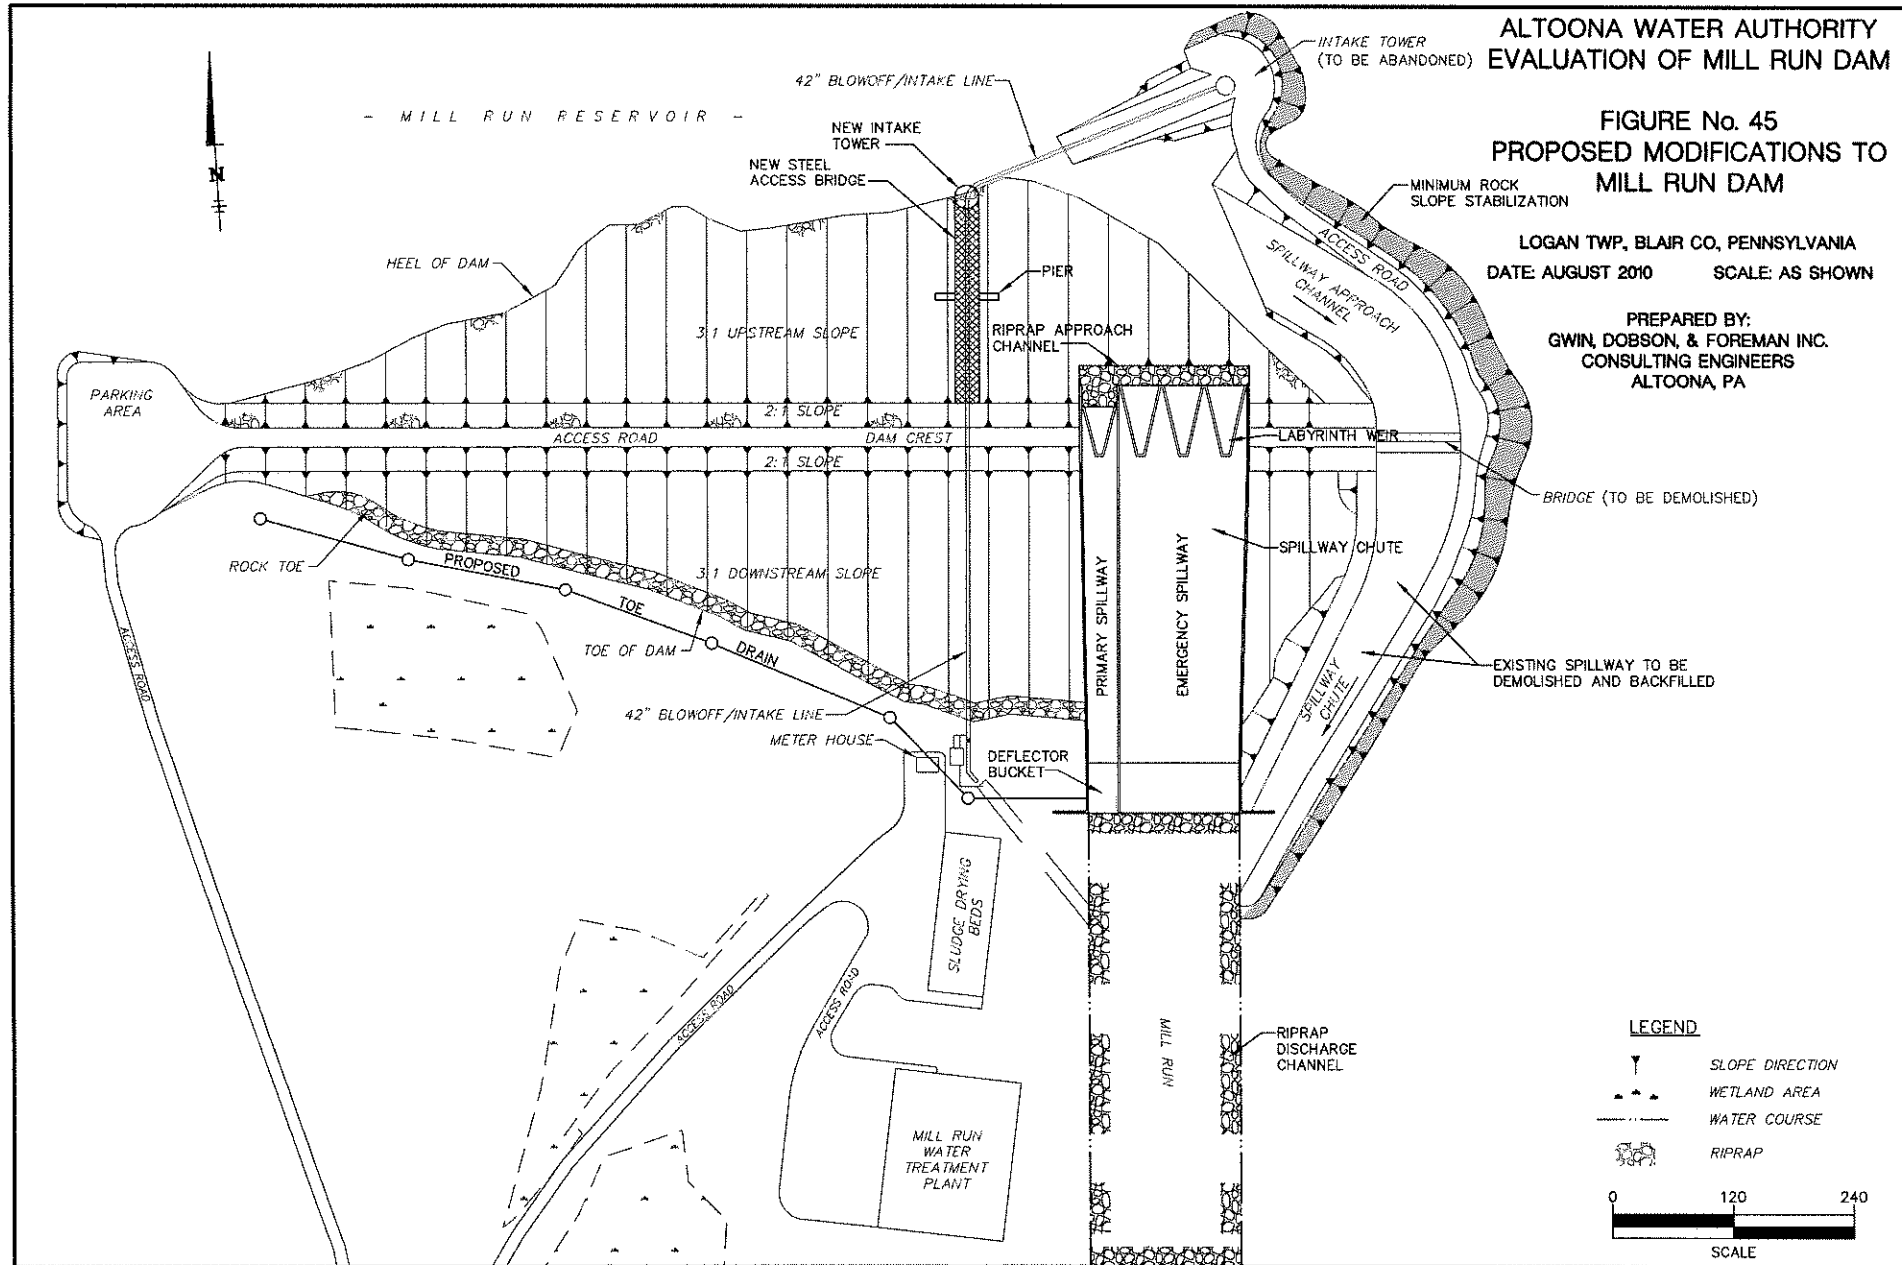 ALTOONA WATER AUTHORITY
EVALUATION OF MILL RUN DAM
FIGURE No. 45
PROPOSED MODIFICATIONS TO
MILL RUN DAM
LOGAN TWP., BLAIR CO., PENNSYLVANIA
DATE: AUGUST 2010 SCALE: AS SHOWN
PREPARED BY:
GWIN, DOBSON, & FOREMAN INC.
CONSULTING ENGINEERS
ALTOONA, PA
INTAKE TOWER
(TO BE ABANDONED)
42" BLOWOFF/INTAKE LINE
- MILL RUN RESERVOIR -
N
NEW INTAKE
TOWER
NEW STEEL
ACCESS BRIDGE
MINIMUM ROCK
SLOPE STABILIZATION
ACCESS ROAD
SPILLWAY APPROACH
CHANNEL
HEEL OF DAM
PIER
3:1 UPSTREAM SLOPE
RIPRAP APPROACH
CHANNEL
PARKING
AREA
2:1 SLOPE
ACCESS ROAD
DAM CREST
LABYRINTH WEIR
2:1 SLOPE
BRIDGE (TO BE DEMOLISHED)
ROCK TOE
PROPOSED
TOE
DRAIN
3:1 DOWNSTREAM SLOPE
SPILLWAY CHUTE
PRIMARY SPILLWAY
EMERGENCY SPILLWAY
ACCESS ROAD
TOE OF DAM
EXISTING SPILLWAY TO BE
DEMOLISHED AND BACKFILLED
SPILLWAY
CHUTE
42" BLOWOFF/INTAKE LINE
METER HOUSE
DEFLECTOR
BUCKET
SLUDGE DRYING
BEDS
ACCESS ROAD
ACCESS ROAD
MILL RUN
RIPRAP
DISCHARGE
CHANNEL
MILL RUN
WATER
TREATMENT
PLANT
LEGEND
SLOPE DIRECTION
WETLAND AREA
WATER COURSE
RIPRAP
0 120 240
SCALE